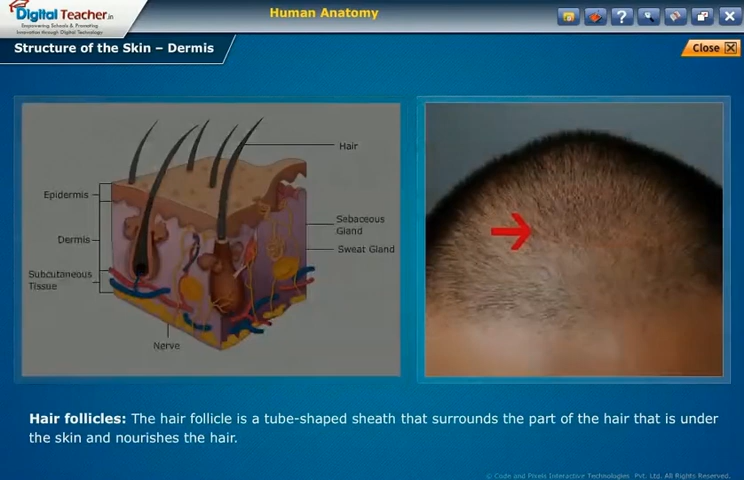 Digital Teacher.in
Empowering Schools & Promoting
Innovation through Digital Technology
Human Anatomy
?
Structure of the Skin – Dermis
Close
Hair
Epidermis
Sebaceous
Gland
Dermis
Sweat Gland
Subcutaneous
Tissue
Nerve
Hair follicles: The hair follicle is a tube-shaped sheath that surrounds the part of the hair that is under
the skin and nourishes the hair.
© Code and Pixels Interactive Technologies Pvt. Ltd. All Rights Reserved.